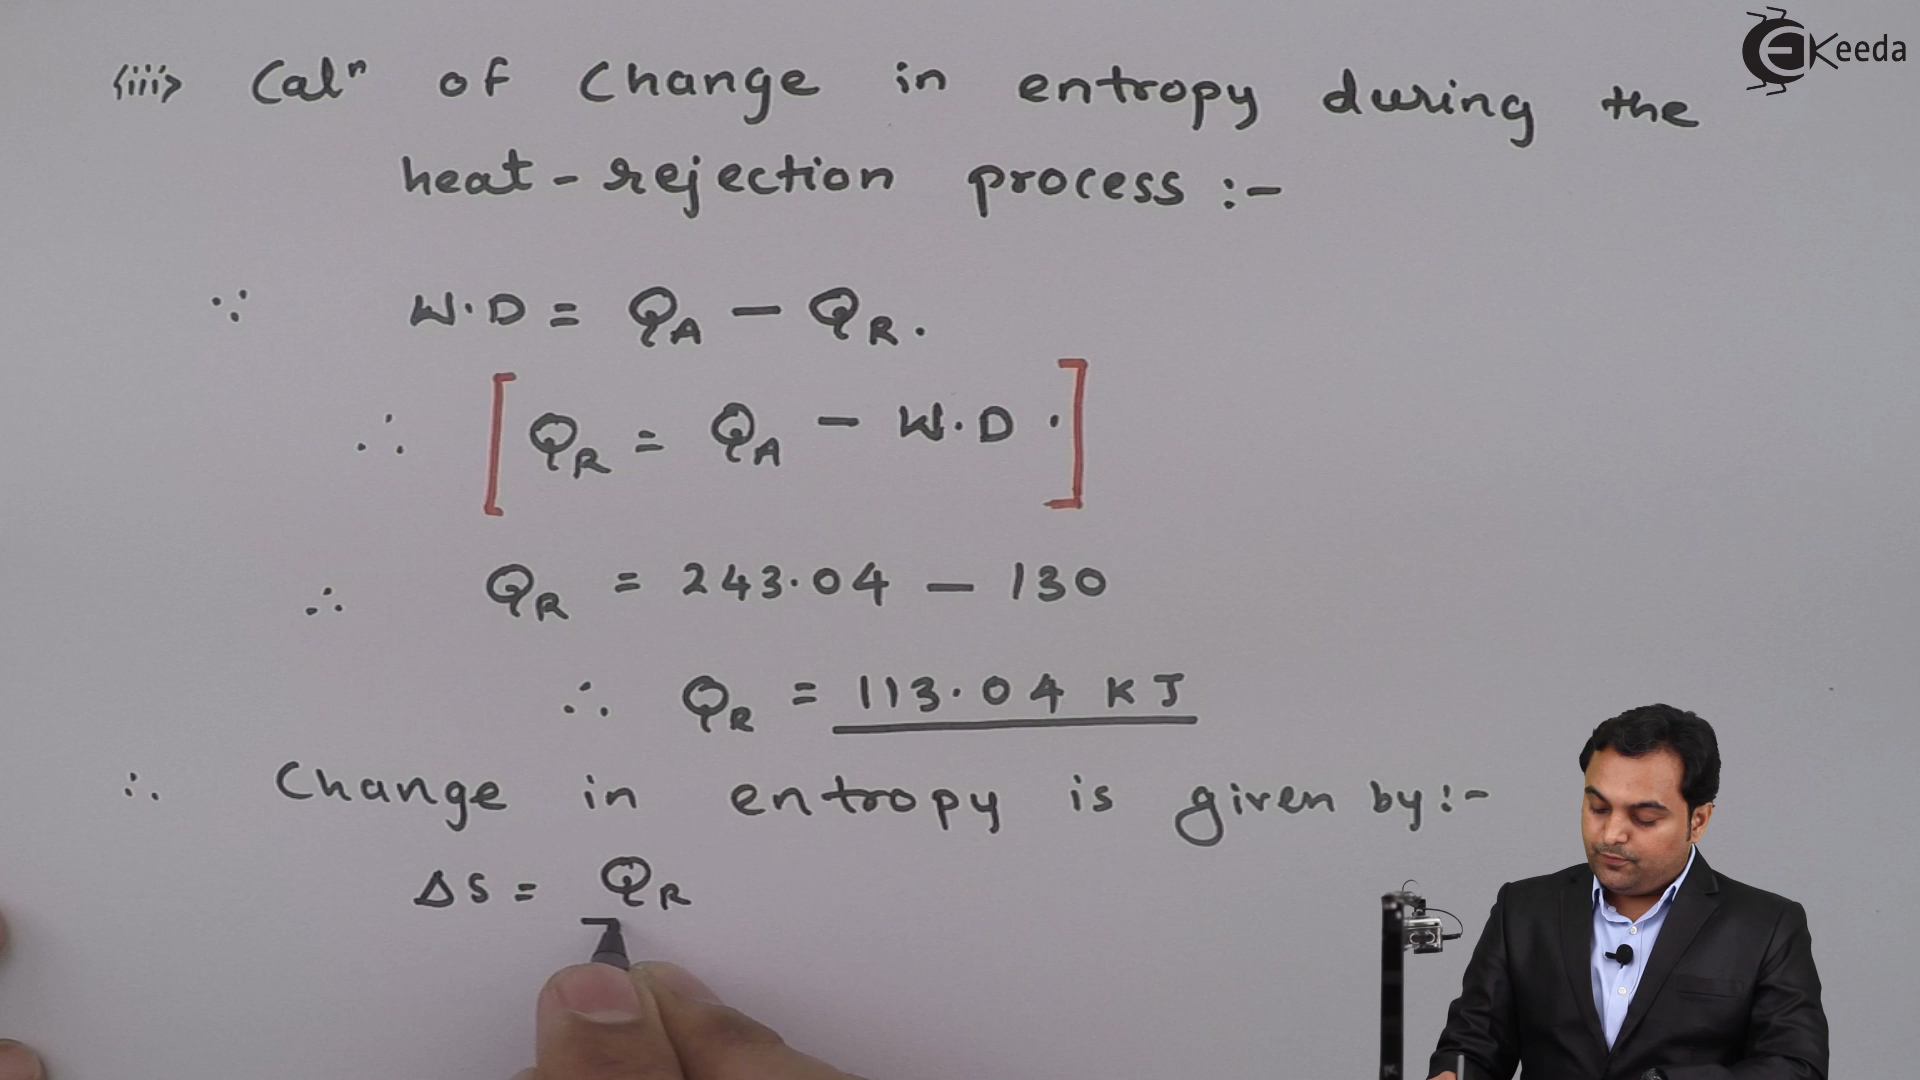 EKeeda
(iii) Calⁿ of change in entropy during the
heat-rejection process :-
∵ W.D = QA - QR.
∴ [QR = QA - W.D.]
∴ QR = 243.04 - 130
∴ QR = 113.04 KJ
∴ Change in entropy is given by :-
ΔS = QR